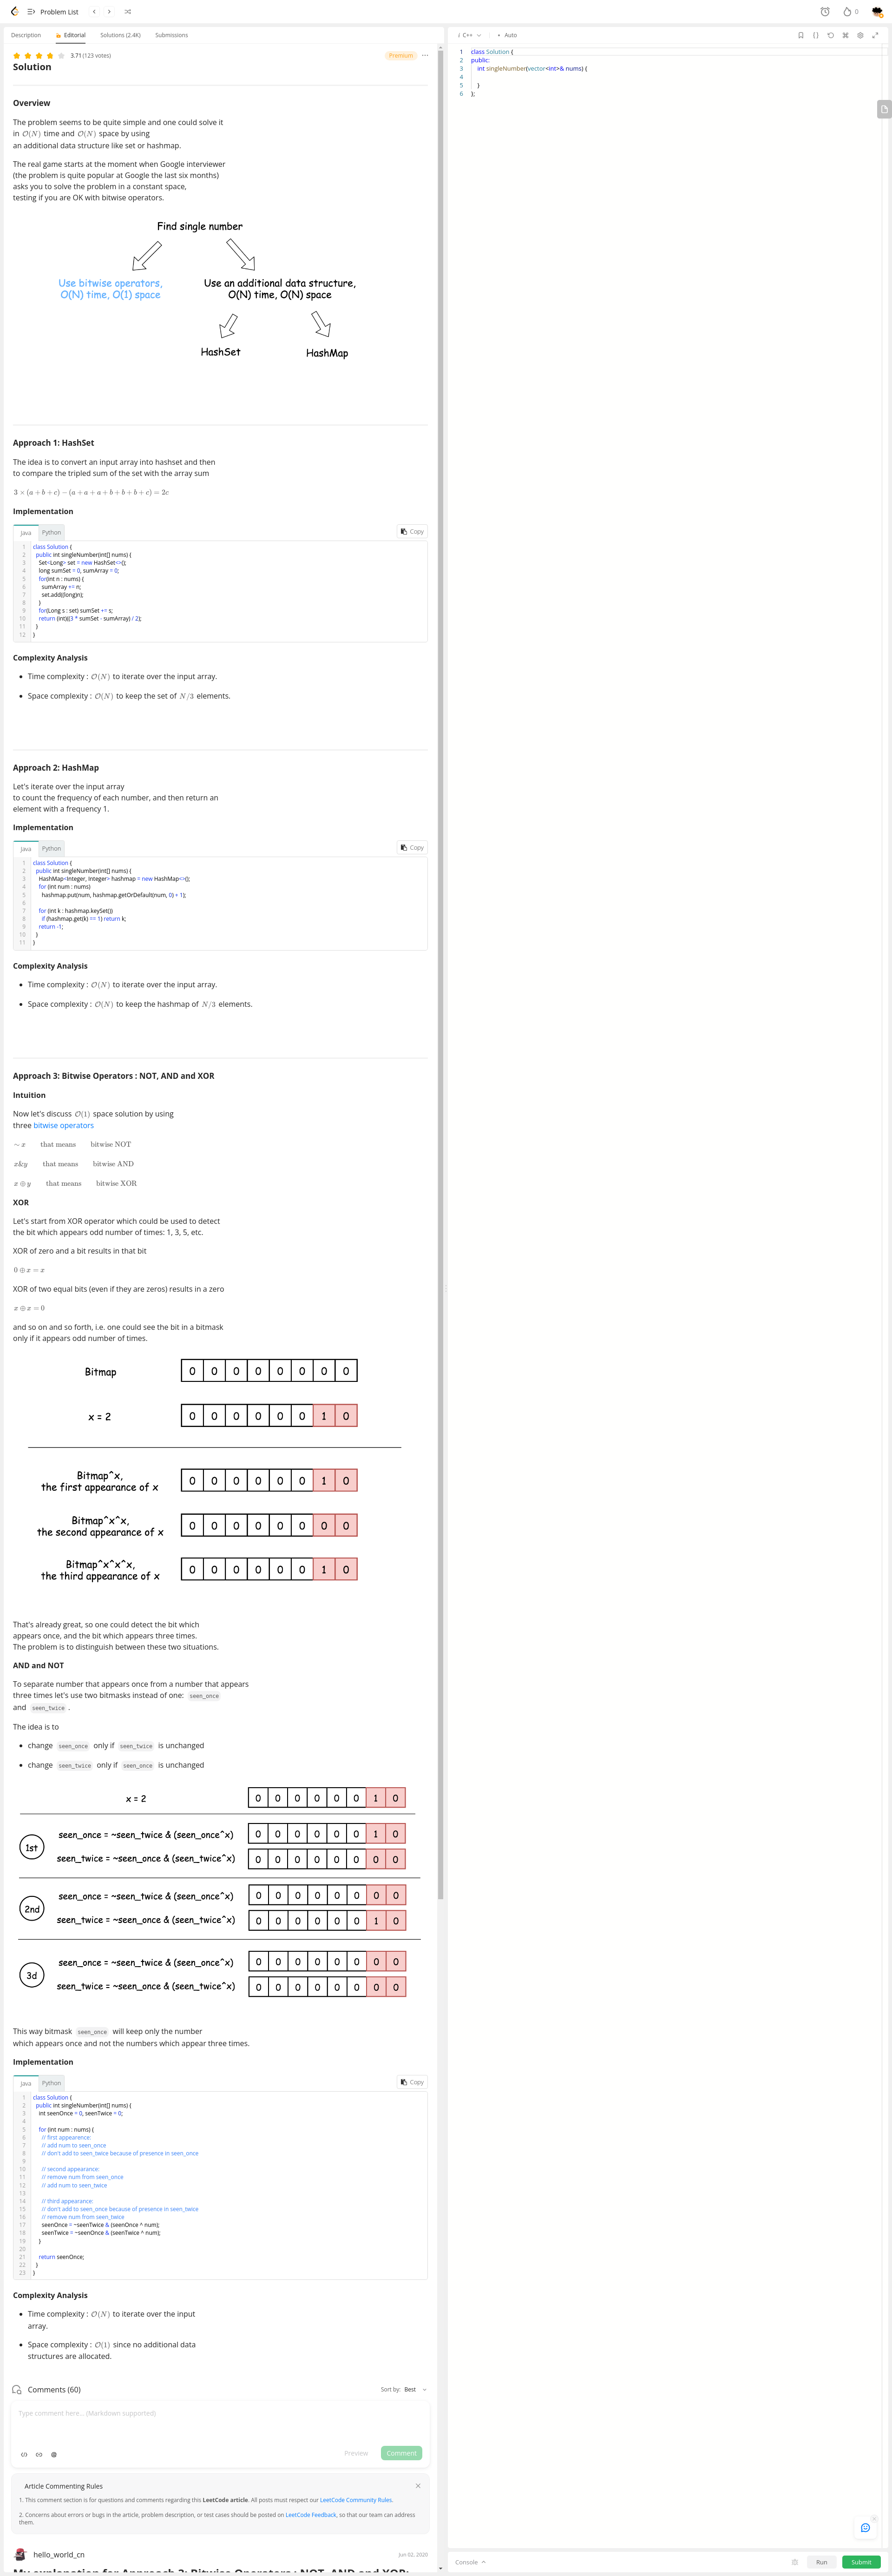 Problem List
0
Description
Editorial
Solutions (2.4K)
Submissions
3.71 (123 votes)
Premium
Solution
Overview
The problem seems to be quite simple and one could solve it
in O(N) time and O(N) space by using
an additional data structure like set or hashmap.
The real game starts at the moment when Google interviewer
(the problem is quite popular at Google the last six months)
asks you to solve the problem in a constant space,
testing if you are OK with bitwise operators.
Find single number
Use bitwise operators,
O(N) time, O(1) space
Use an additional data structure,
O(N) time, O(N) space
HashSet
HashMap
Approach 1: HashSet
The idea is to convert an input array into hashset and then
to compare the tripled sum of the set with the array sum
3 × (a + b + c) − (a + a + a + b + b + b + c) = 2c
Implementation
Java
Python
Copy
1 class Solution {
2 public int singleNumber(int[] nums) {
3 Set<Long> set = new HashSet<>();
4 long sumSet = 0, sumArray = 0;
5 for(int n : nums) {
6 sumArray += n;
7 set.add((long)n);
8 }
9 for(Long s : set) sumSet += s;
10 return (int)((3 * sumSet - sumArray) / 2);
11 }
12 }
Complexity Analysis
• Time complexity : O(N) to iterate over the input array.
• Space complexity : O(N) to keep the set of N/3 elements.
Approach 2: HashMap
Let's iterate over the input array
to count the frequency of each number, and then return an
element with a frequency 1.
Implementation
Java
Python
Copy
1 class Solution {
2 public int singleNumber(int[] nums) {
3 HashMap<Integer, Integer> hashmap = new HashMap<>();
4 for (int num : nums)
5 hashmap.put(num, hashmap.getOrDefault(num, 0) + 1);
6
7 for (int k : hashmap.keySet())
8 if (hashmap.get(k) == 1) return k;
9 return -1;
10 }
11 }
Complexity Analysis
• Time complexity : O(N) to iterate over the input array.
• Space complexity : O(N) to keep the hashmap of N/3 elements.
Approach 3: Bitwise Operators : NOT, AND and XOR
Intuition
Now let's discuss O(1) space solution by using
three bitwise operators
∼ x that means bitwise NOT
x&y that means bitwise AND
x ⊕ y that means bitwise XOR
XOR
Let's start from XOR operator which could be used to detect
the bit which appears odd number of times: 1, 3, 5, etc.
XOR of zero and a bit results in that bit
0 ⊕ x = x
XOR of two equal bits (even if they are zeros) results in a zero
x ⊕ x = 0
and so on and so forth, i.e. one could see the bit in a bitmask
only if it appears odd number of times.
Bitmap 0 0 0 0 0 0 0 0
x = 2 0 0 0 0 0 0 1 0
Bitmap^x,
the first appearance of x
0 0 0 0 0 0 1 0
Bitmap^x^x,
the second appearance of x
0 0 0 0 0 0 0 0
Bitmap^x^x^x,
the third appearance of x
0 0 0 0 0 0 1 0
That's already great, so one could detect the bit which
appears once, and the bit which appears three times.
The problem is to distinguish between these two situations.
AND and NOT
To separate number that appears once from a number that appears
three times let's use two bitmasks instead of one: seen_once
and seen_twice .
The idea is to
• change seen_once only if seen_twice is unchanged
• change seen_twice only if seen_once is unchanged
x = 2 0 0 0 0 0 0 1 0
1st
seen_once = ~seen_twice & (seen_once^x) 0 0 0 0 0 0 1 0
seen_twice = ~seen_once & (seen_twice^x) 0 0 0 0 0 0 0 0
2nd
seen_once = ~seen_twice & (seen_once^x) 0 0 0 0 0 0 0 0
seen_twice = ~seen_once & (seen_twice^x) 0 0 0 0 0 0 1 0
3d
seen_once = ~seen_twice & (seen_once^x) 0 0 0 0 0 0 0 0
seen_twice = ~seen_once & (seen_twice^x) 0 0 0 0 0 0 0 0
This way bitmask seen_once will keep only the number
which appears once and not the numbers which appear three times.
Implementation
Java
Python
Copy
1 class Solution {
2 public int singleNumber(int[] nums) {
3 int seenOnce = 0, seenTwice = 0;
4
5 for (int num : nums) {
6 // first appearence:
7 // add num to seen_once
8 // don't add to seen_twice because of presence in seen_once
9
10 // second appearance:
11 // remove num from seen_once
12 // add num to seen_twice
13
14 // third appearance:
15 // don't add to seen_once because of presence in seen_twice
16 // remove num from seen_twice
17 seenOnce = ~seenTwice & (seenOnce ^ num);
18 seenTwice = ~seenOnce & (seenTwice ^ num);
19 }
20
21 return seenOnce;
22 }
23 }
Complexity Analysis
• Time complexity : O(N) to iterate over the input
array.
• Space complexity : O(1) since no additional data
structures are allocated.
Comments (60)
Sort by: Best
Type comment here... (Markdown supported)
Preview
Comment
Article Commenting Rules
1. This comment section is for questions and comments regarding this LeetCode article. All posts must respect our LeetCode Community Rules.
2. Concerns about errors or bugs in the article, problem description, or test cases should be posted on LeetCode Feedback, so that our team can address
them.
hello_world_cn
Jun 02, 2020
My explanation for Approach 3: Bitwise Operators : NOT, AND and XOR:
i C++
Auto
1 class Solution {
2 public:
3 int singleNumber(vector<int>& nums) {
4
5 }
6 };
Console
Run
Submit